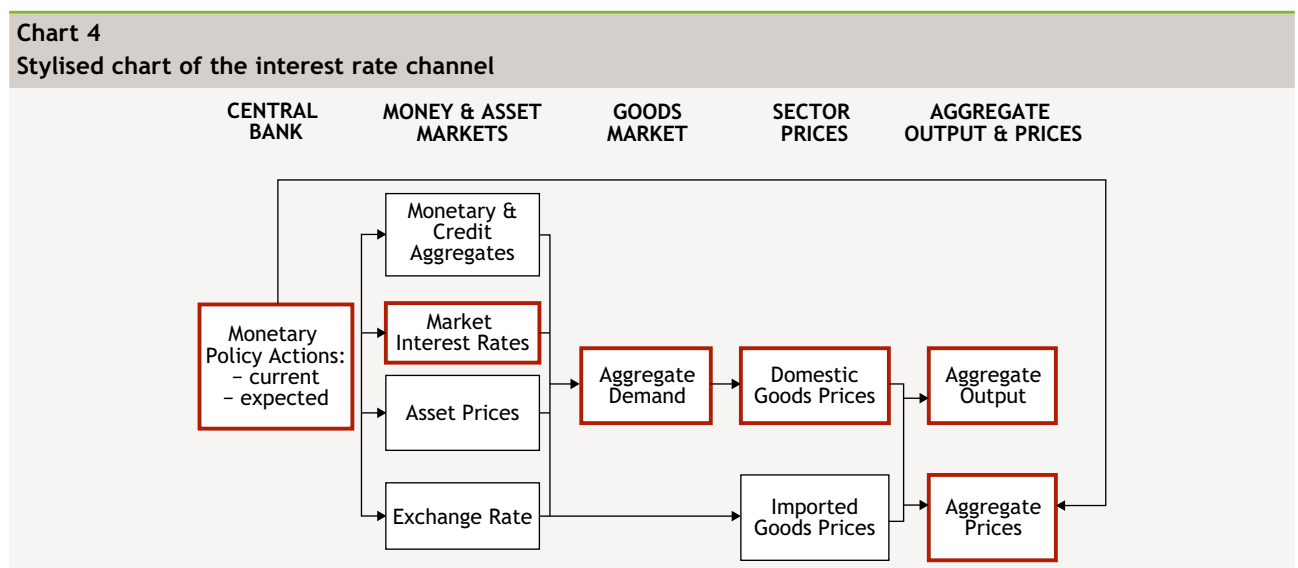 Chart 4
Stylised chart of the interest rate channel
CENTRAL
BANK
MONEY & ASSET
MARKETS
GOODS
MARKET
SECTOR
PRICES
AGGREGATE
OUTPUT & PRICES
Monetary
Policy Actions:
– current
– expected
Monetary &
Credit
Aggregates
Market
Interest Rates
Asset Prices
Exchange Rate
Aggregate
Demand
Domestic
Goods Prices
Imported
Goods Prices
Aggregate
Output
Aggregate
Prices